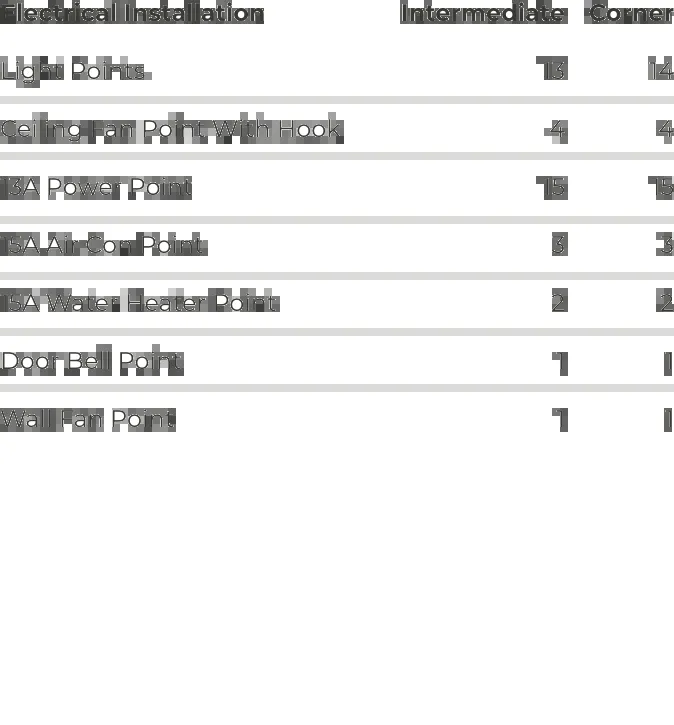 Electrical Installation Intermediate Corner
Light Points 13 14
Ceiling Fan Point With Hook 4 4
13A Power Point 15 15
15A Air Con Point 3 3
15A Water Heater Point 2 2
Door Bell Point 1 1
Wall Fan Point 1 1